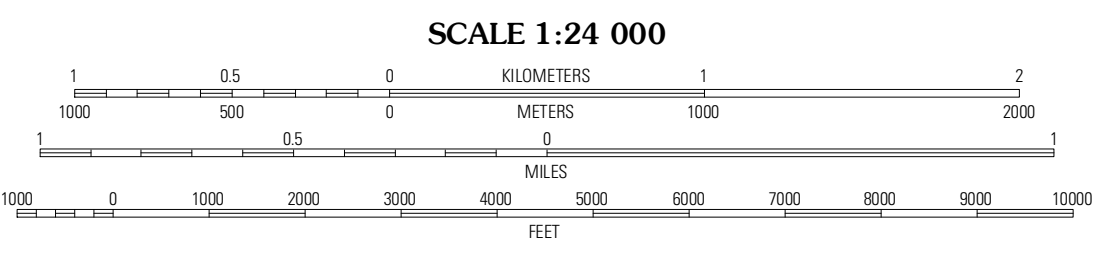 SCALE 1:24 000
1 0.5 0 KILOMETERS 1 2
1000 500 0 METERS 1000 2000
1 0.5 0 1
MILES
1000 0 1000 2000 3000 4000 5000 6000 7000 8000 9000 10000
FEET